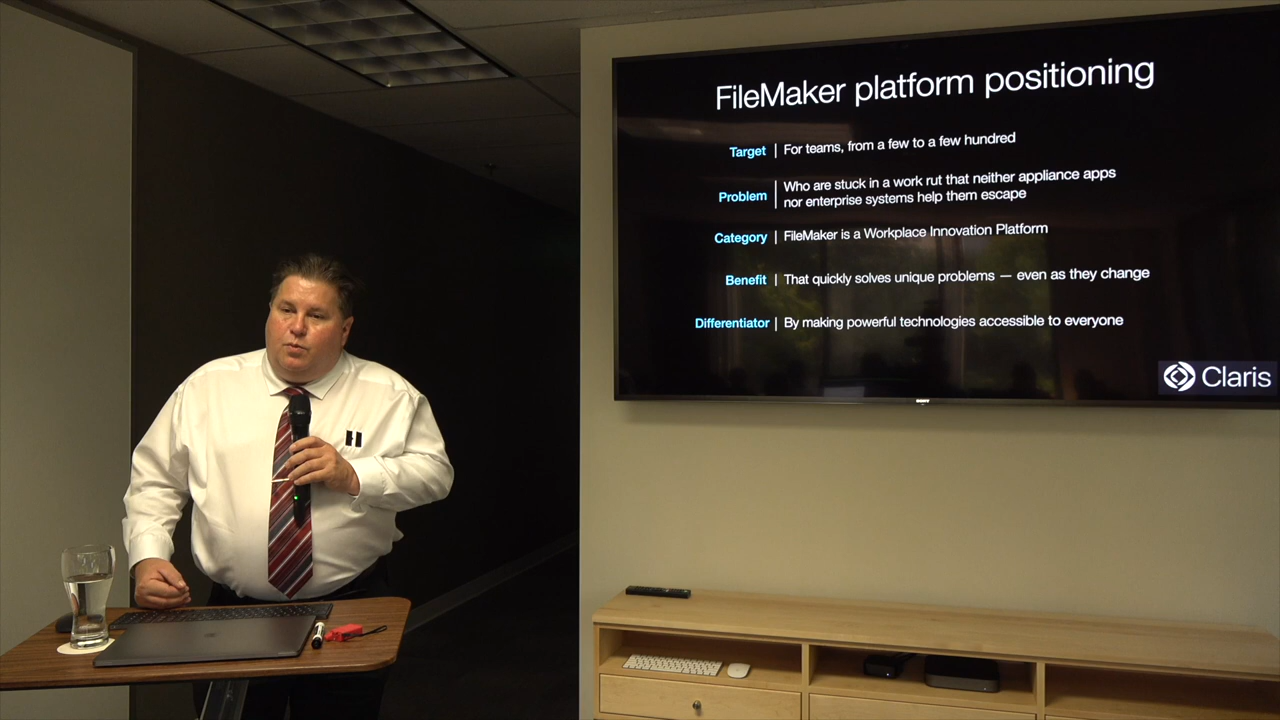 FileMaker platform positioning
Target | For teams, from a few to a few hundred
Problem | Who are stuck in a work rut that neither appliance apps
nor enterprise systems help them escape
Category | FileMaker is a Workplace Innovation Platform
Benefit | That quickly solves unique problems — even as they change
Differentiator | By making powerful technologies accessible to everyone
Claris
SONY